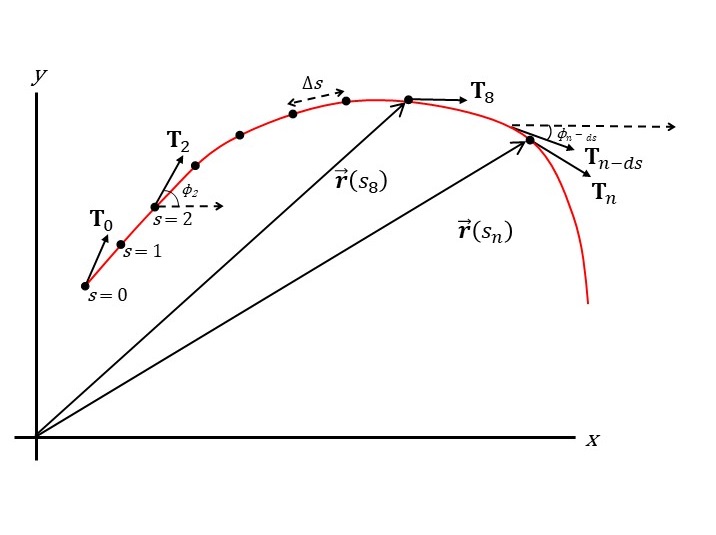 y
Δs
T₈
T₂
ϕₙ₋ds
Tₙ₋ds
ϕ₂
r⃗(s₈)
Tₙ
T₀
s = 2
r⃗(sₙ)
s = 1
s = 0
x